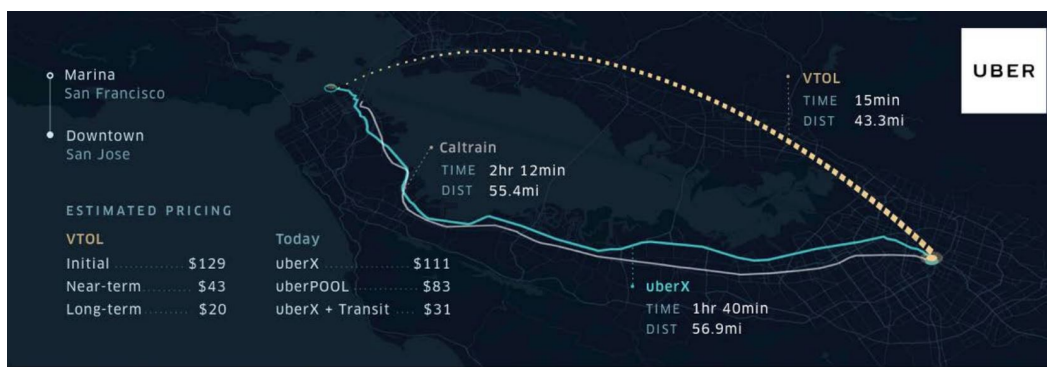 UBER
Marina
San Francisco
Downtown
San Jose
VTOL
TIME 15min
DIST 43.3mi
Caltrain
TIME 2hr 12min
DIST 55.4mi
ESTIMATED PRICING
VTOL
Initial ............. $129
Near-term ......... $43
Long-term ........ $20
Today
uberX ................ $111
uberPOOL ............ $83
uberX + Transit .... $31
uberX
TIME 1hr 40min
DIST 56.9mi